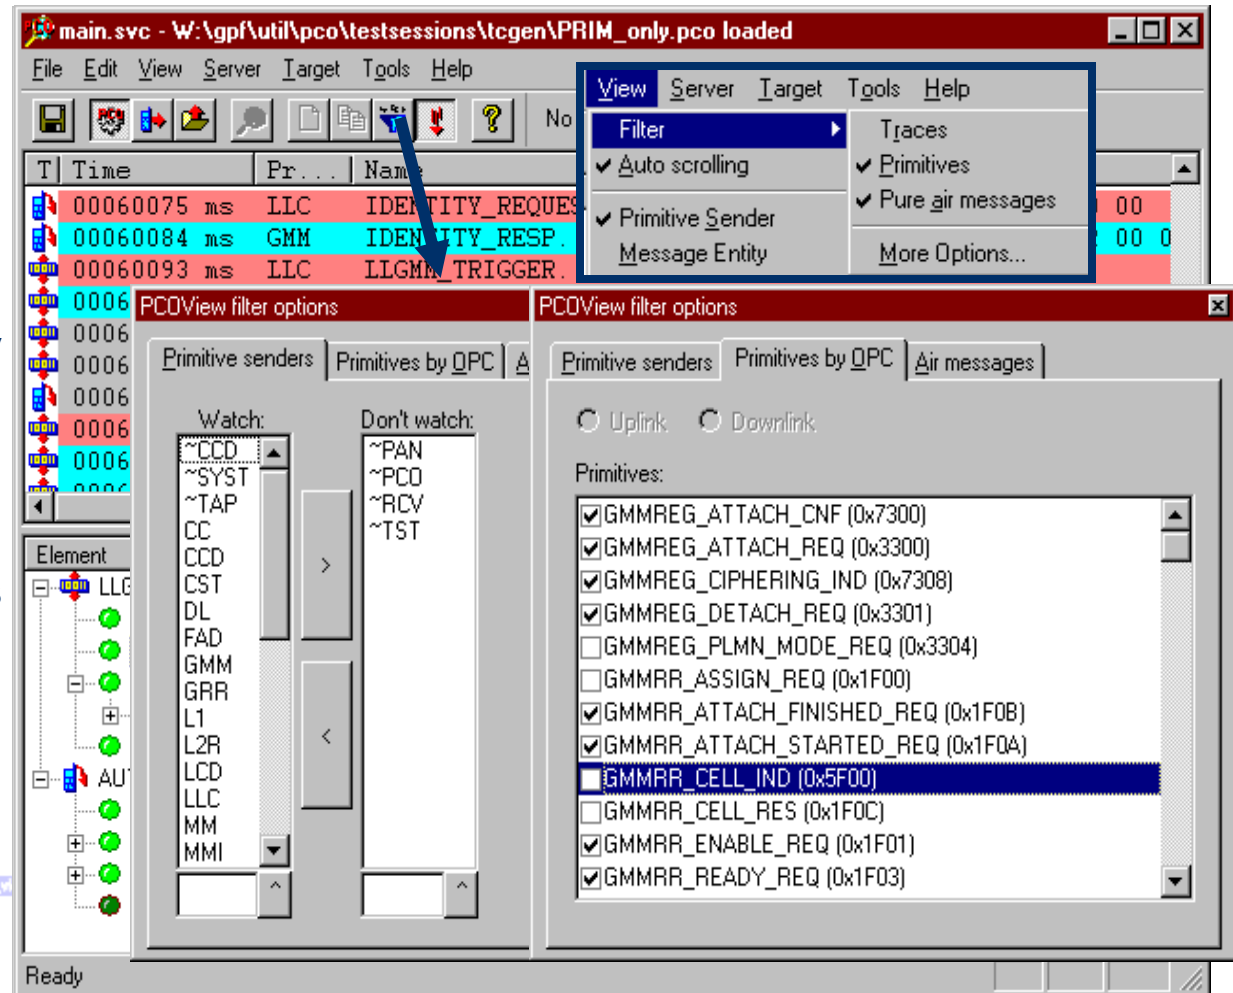 main.svc - W:\gpf\util\pco\testsessions\tcgen\PRIM_only.pco loaded
File Edit View Server Target Tools Help
No
View Server Target Tools Help
Filter
Auto scrolling
Primitive Sender
Message Entity
Traces
Primitives
Pure air messages
More Options...
T Time Pr... Name
00060075 ms LLC IDENTITY_REQUES 00
00060084 ms GMM IDENTITY_RESP. 00 0
00060093 ms LLC LLGMM_TRIGGER.
0006
0006
0006
0006
0006
0006
0006
Element
LLG
AU
PCOView filter options
Primitive senders Primitives by OPC A
Watch:
~CCD
~SYST
~TAP
CC
CCD
CST
DL
FAD
GMM
GRR
L1
L2R
LCD
LLC
MM
MMI
>
<
^
Don't watch:
~PAN
~PCO
~RCV
~TST
^
PCOView filter options
Primitive senders Primitives by OPC Air messages
Uplink Downlink
Primitives:
GMMREG_ATTACH_CNF (0x7300)
GMMREG_ATTACH_REQ (0x3300)
GMMREG_CIPHERING_IND (0x7308)
GMMREG_DETACH_REQ (0x3301)
GMMREG_PLMN_MODE_REQ (0x3304)
GMMRR_ASSIGN_REQ (0x1F00)
GMMRR_ATTACH_FINISHED_REQ (0x1F0B)
GMMRR_ATTACH_STARTED_REQ (0x1F0A)
GMMRR_CELL_IND (0x5F00)
GMMRR_CELL_RES (0x1F0C)
GMMRR_ENABLE_REQ (0x1F01)
GMMRR_READY_REQ (0x1F03)
Ready